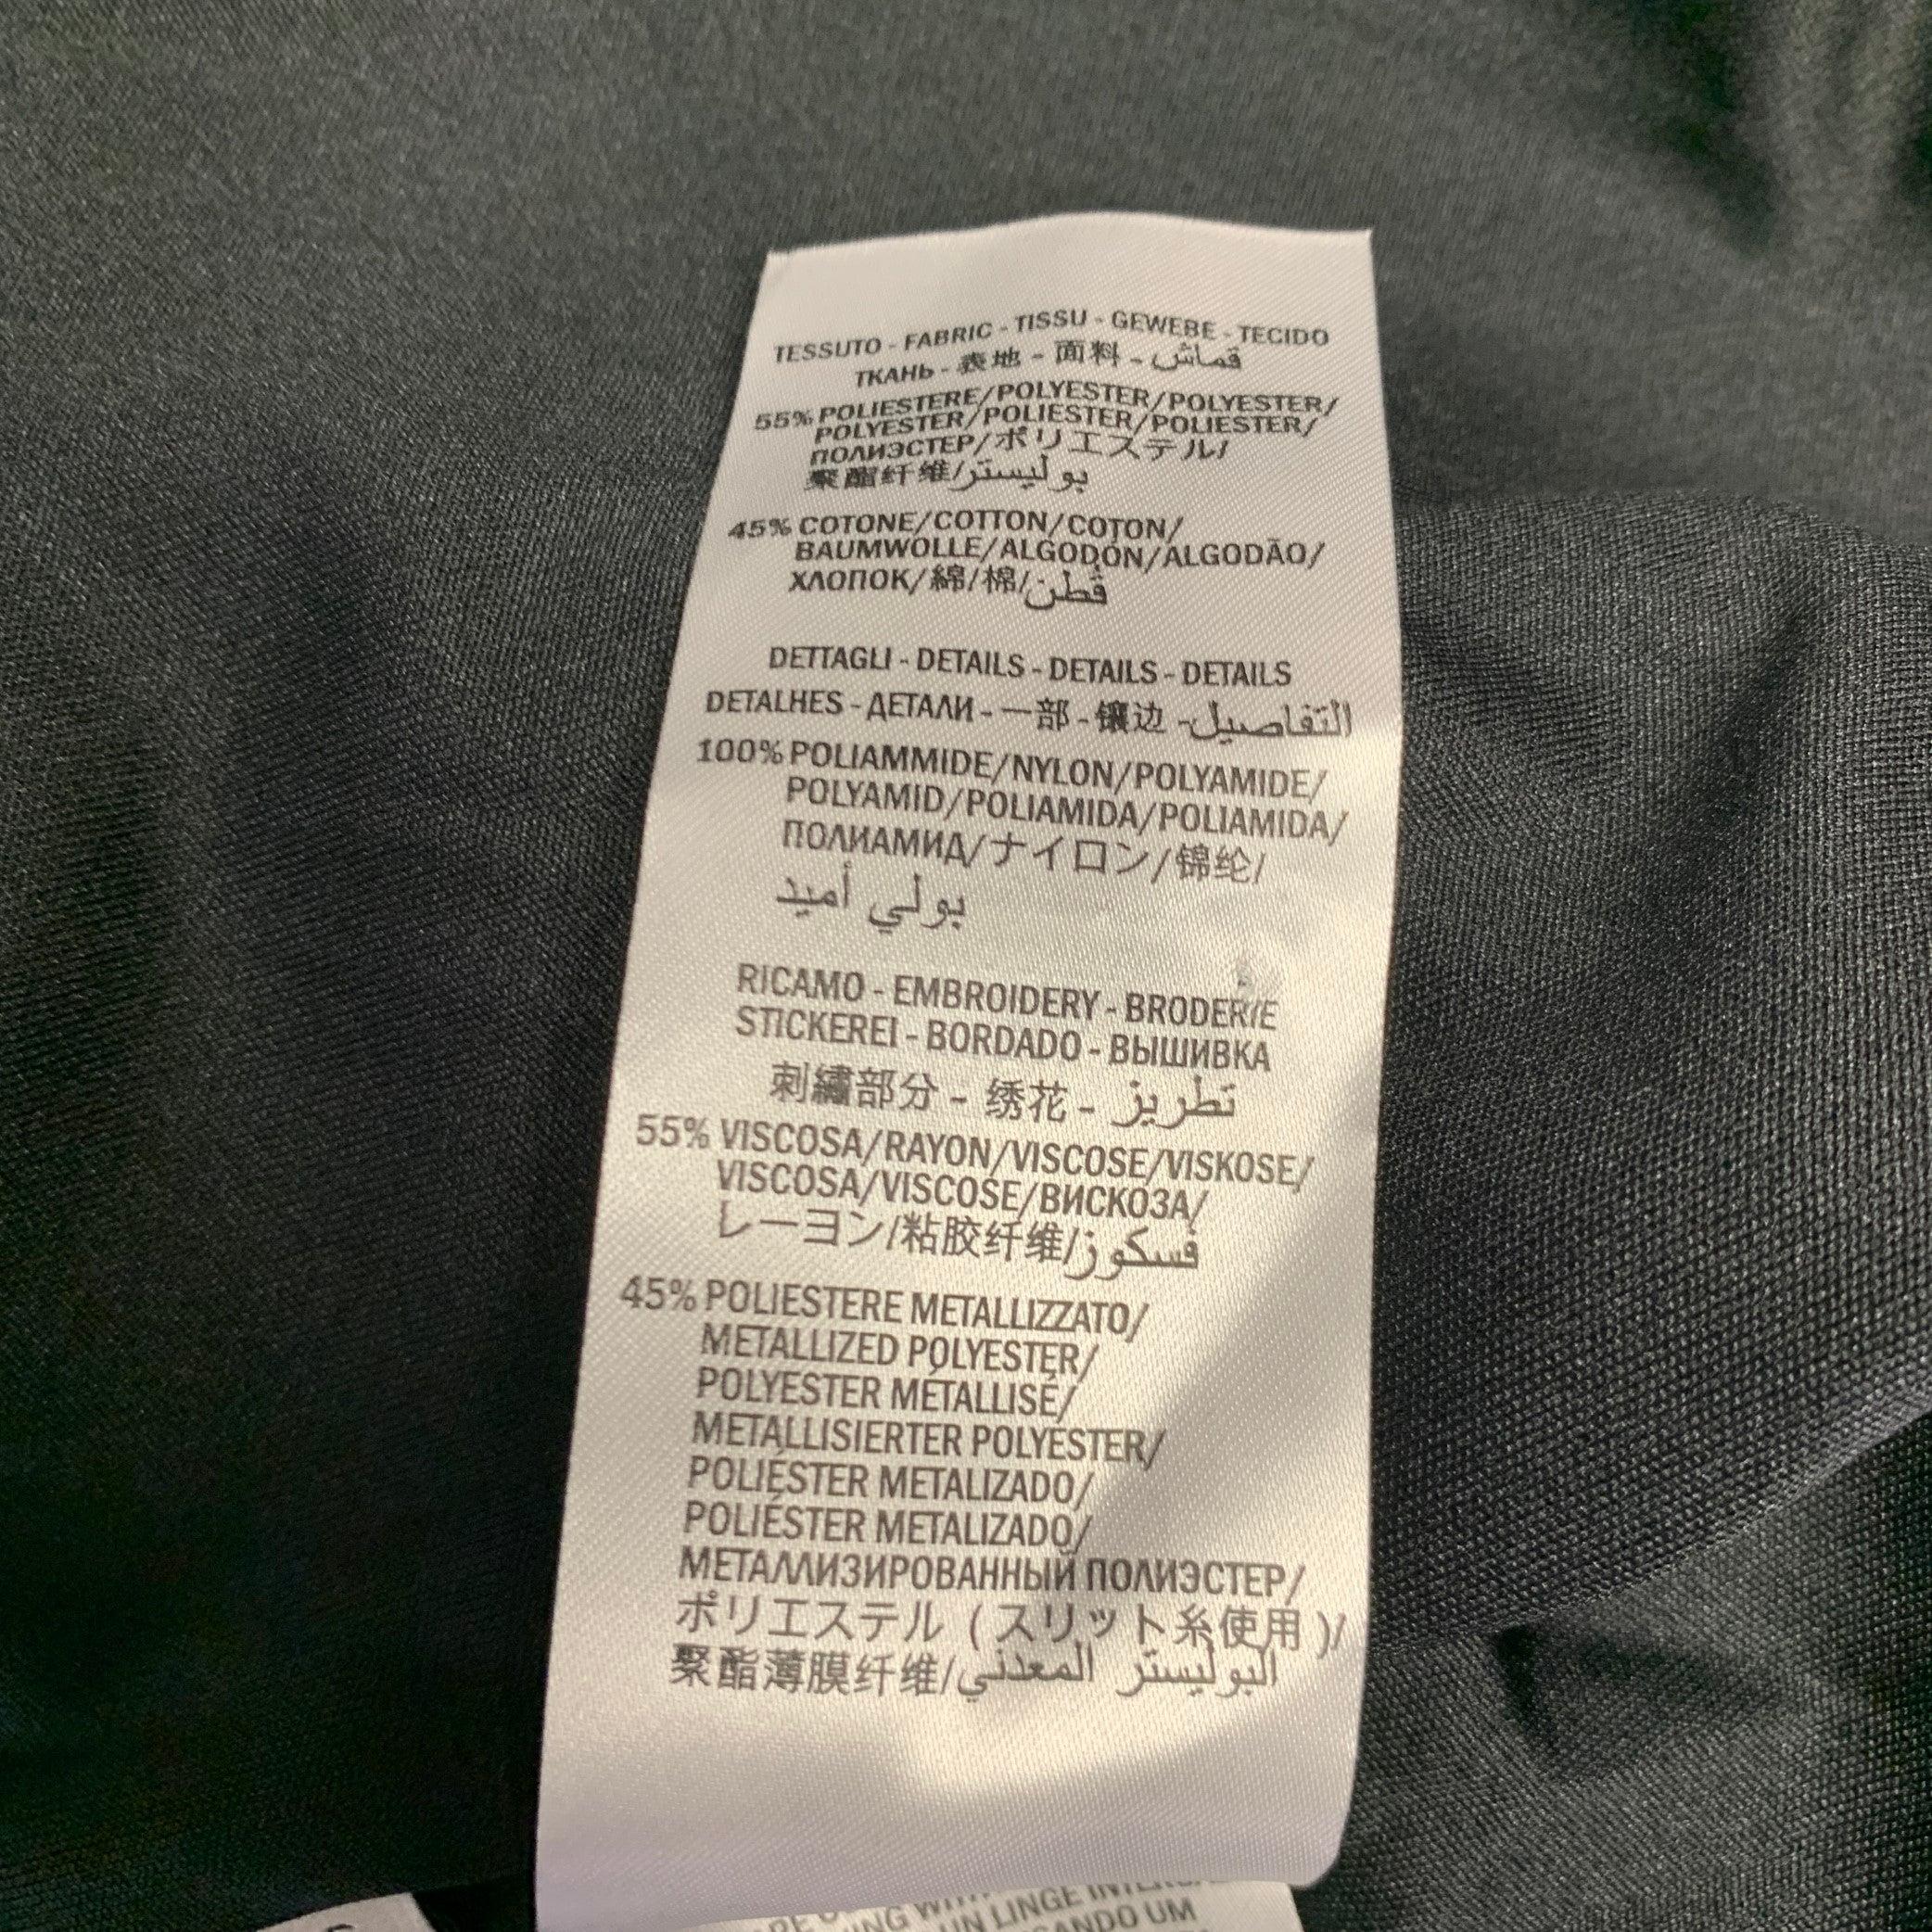 TESSUTO - FABRIC - TISSU - GEWEBE - TECIDO
ТКАНЬ - 表地 - 面料 - قماش
55% POLIESTERE/POLYESTER/POLYESTER/
POLYESTER/POLIESTER/POLIESTER/
ПОЛИЭСТЕР/ポリエステル/
聚酯纤维/بوليستر
45% COTONE/COTTON/COTON/
BAUMWOLLE/ALGODÓN/ALGODÃO/
ХЛОПОК/綿/棉/قطن
DETTAGLI - DETAILS - DETAILS - DETAILS
DETALHES - ДЕТАЛИ - 一部 - 镶边 - التفاصيل
100% POLIAMMIDE/NYLON/POLYAMIDE/
POLYAMID/POLIAMIDA/POLIAMIDA/
ПОЛИАМИД/ナイロン/锦纶/
بولي أميد
RICAMO - EMBROIDERY - BRODERIE
STICKEREI - BORDADO - ВЫШИВКА
刺繍部分 - 绣花 - تطريز
55% VISCOSA/RAYON/VISCOSE/VISKOSE/
VISCOSA/VISCOSE/ВИСКОЗА/
レーヨン/粘胶纤维/فسكوز
45% POLIESTERE METALLIZZATO/
METALLIZED POLYESTER/
POLYESTER MÉTALLISÉ/
METALLISIERTER POLYESTER/
POLIÉSTER METALIZADO/
POLIÉSTER METALIZADO/
МЕТАЛЛИЗИРОВАННЫЙ ПОЛИЭСТЕР/
ポリエステル (スリット糸使用)/
聚酯薄膜纤维/البوليستر المعدني
UN LINGE
UM